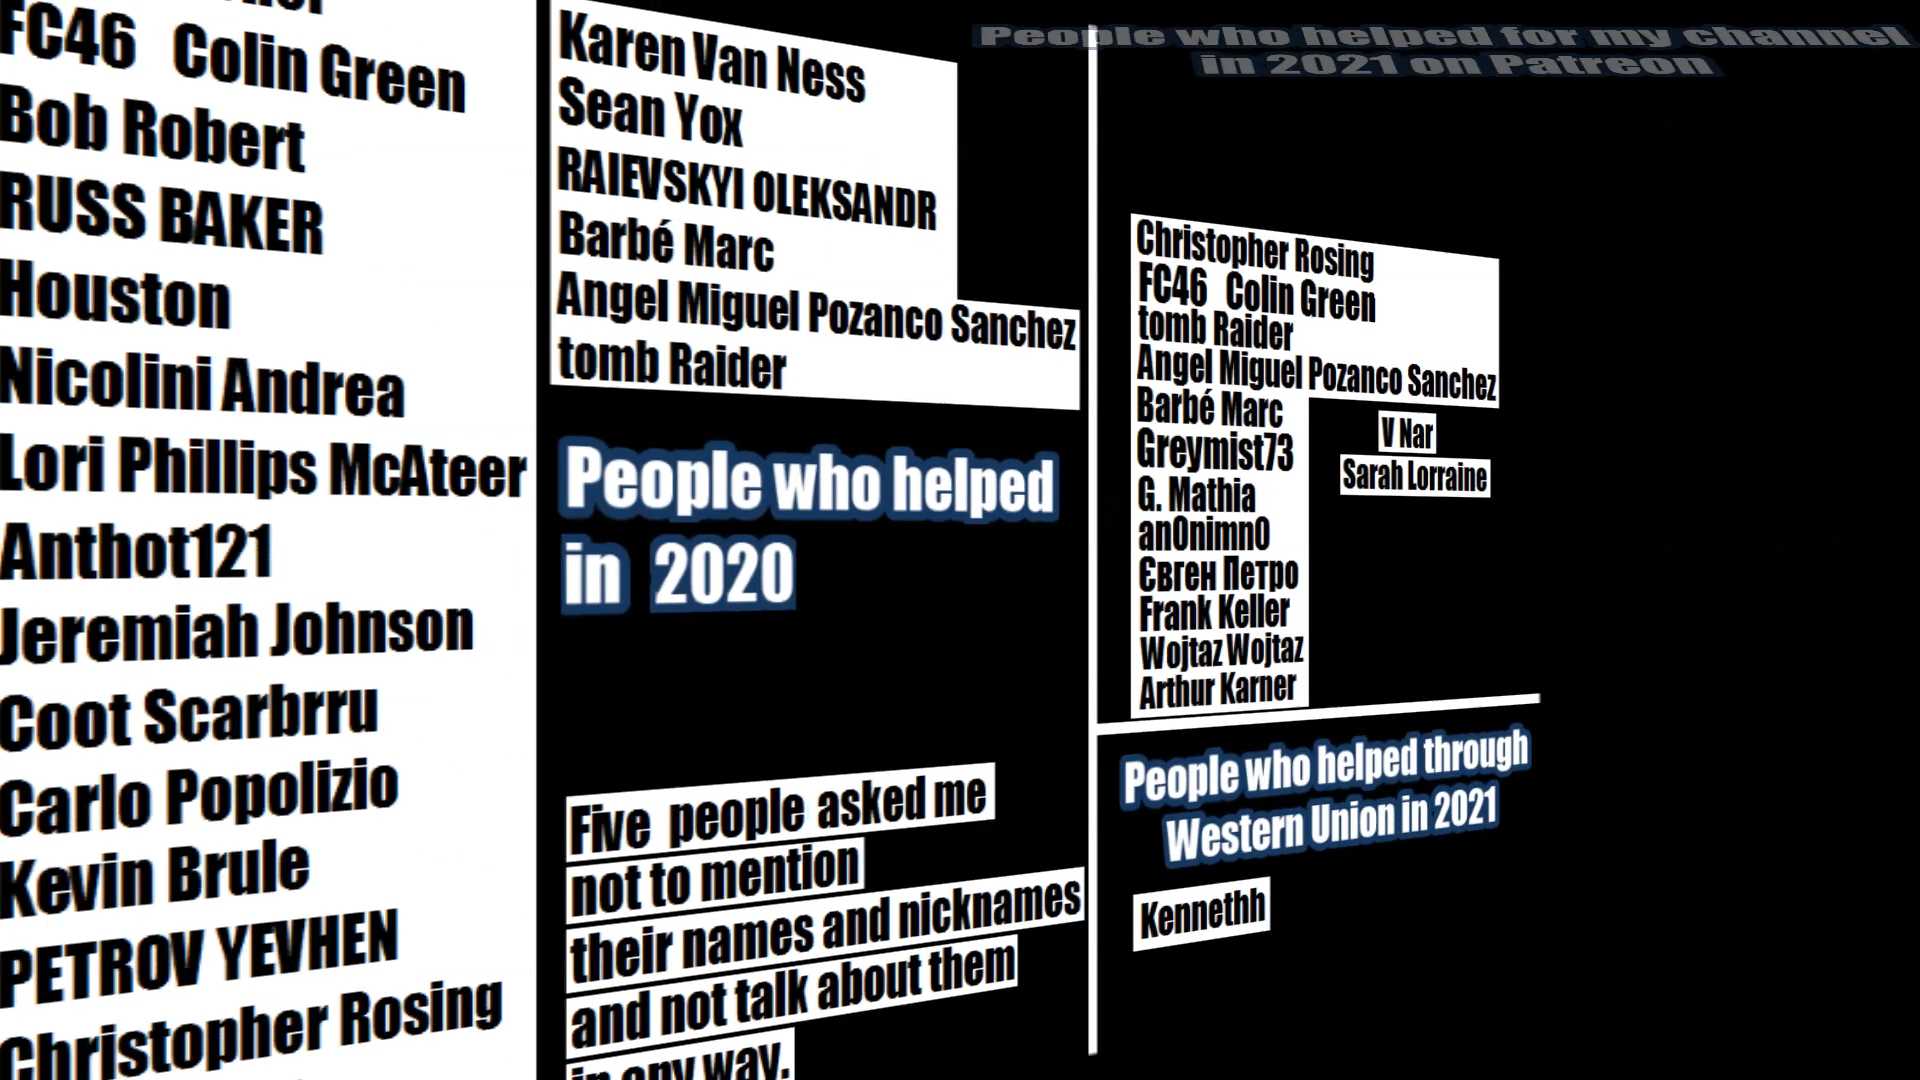 FC46 Colin Green
Bob Robert
RUSS BAKER
Houston
Nicolini Andrea
Lori Phillips McAteer
Anthot121
Jeremiah Johnson
Coot Scarbrru
Carlo Popolizio
Kevin Brule
PETROV YEVHEN
Christopher Rosing
Karen Van Ness
Sean Yox
RAIEVSKYI OLEKSANDR
Barbé Marc
Angel Miguel Pozanco Sanchez
tomb Raider
People who helped
in 2020
Five people asked me
not to mention
their names and nicknames
and not talk about them
in any way.
People who helped for my channel
in 2021 on Patreon
Christopher Rosing
FC46 Colin Green
tomb Raider
Angel Miguel Pozanco Sanchez
Barbé Marc
Greymist73
G. Mathia
an0nimn0
Євген Петро
Frank Keller
Wojtaz Wojtaz
Arthur Karner
V Nar
Sarah Lorraine
People who helped through
Western Union in 2021
Kennethh